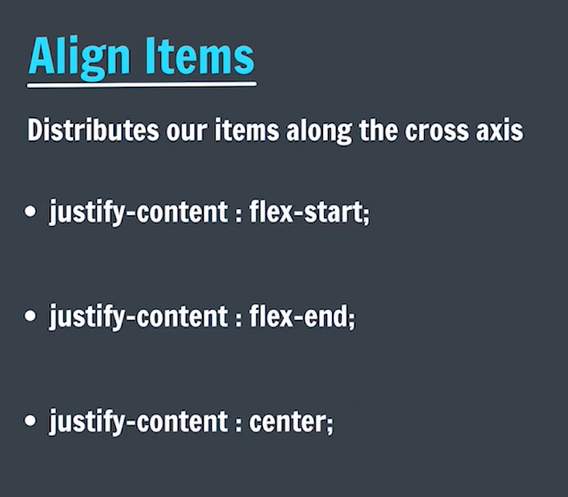 Align Items
Distributes our items along the cross axis
• justify-content : flex-start;
• justify-content : flex-end;
• justify-content : center;